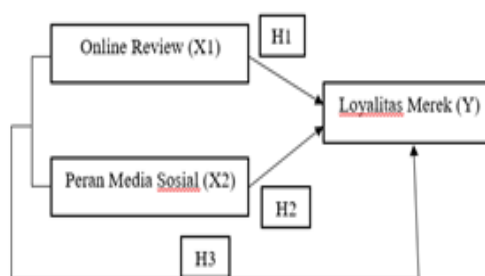 Online Review (X1)
H1
Loyalitas Merek (Y)
Peran Media Sosial (X2)
H2
H3